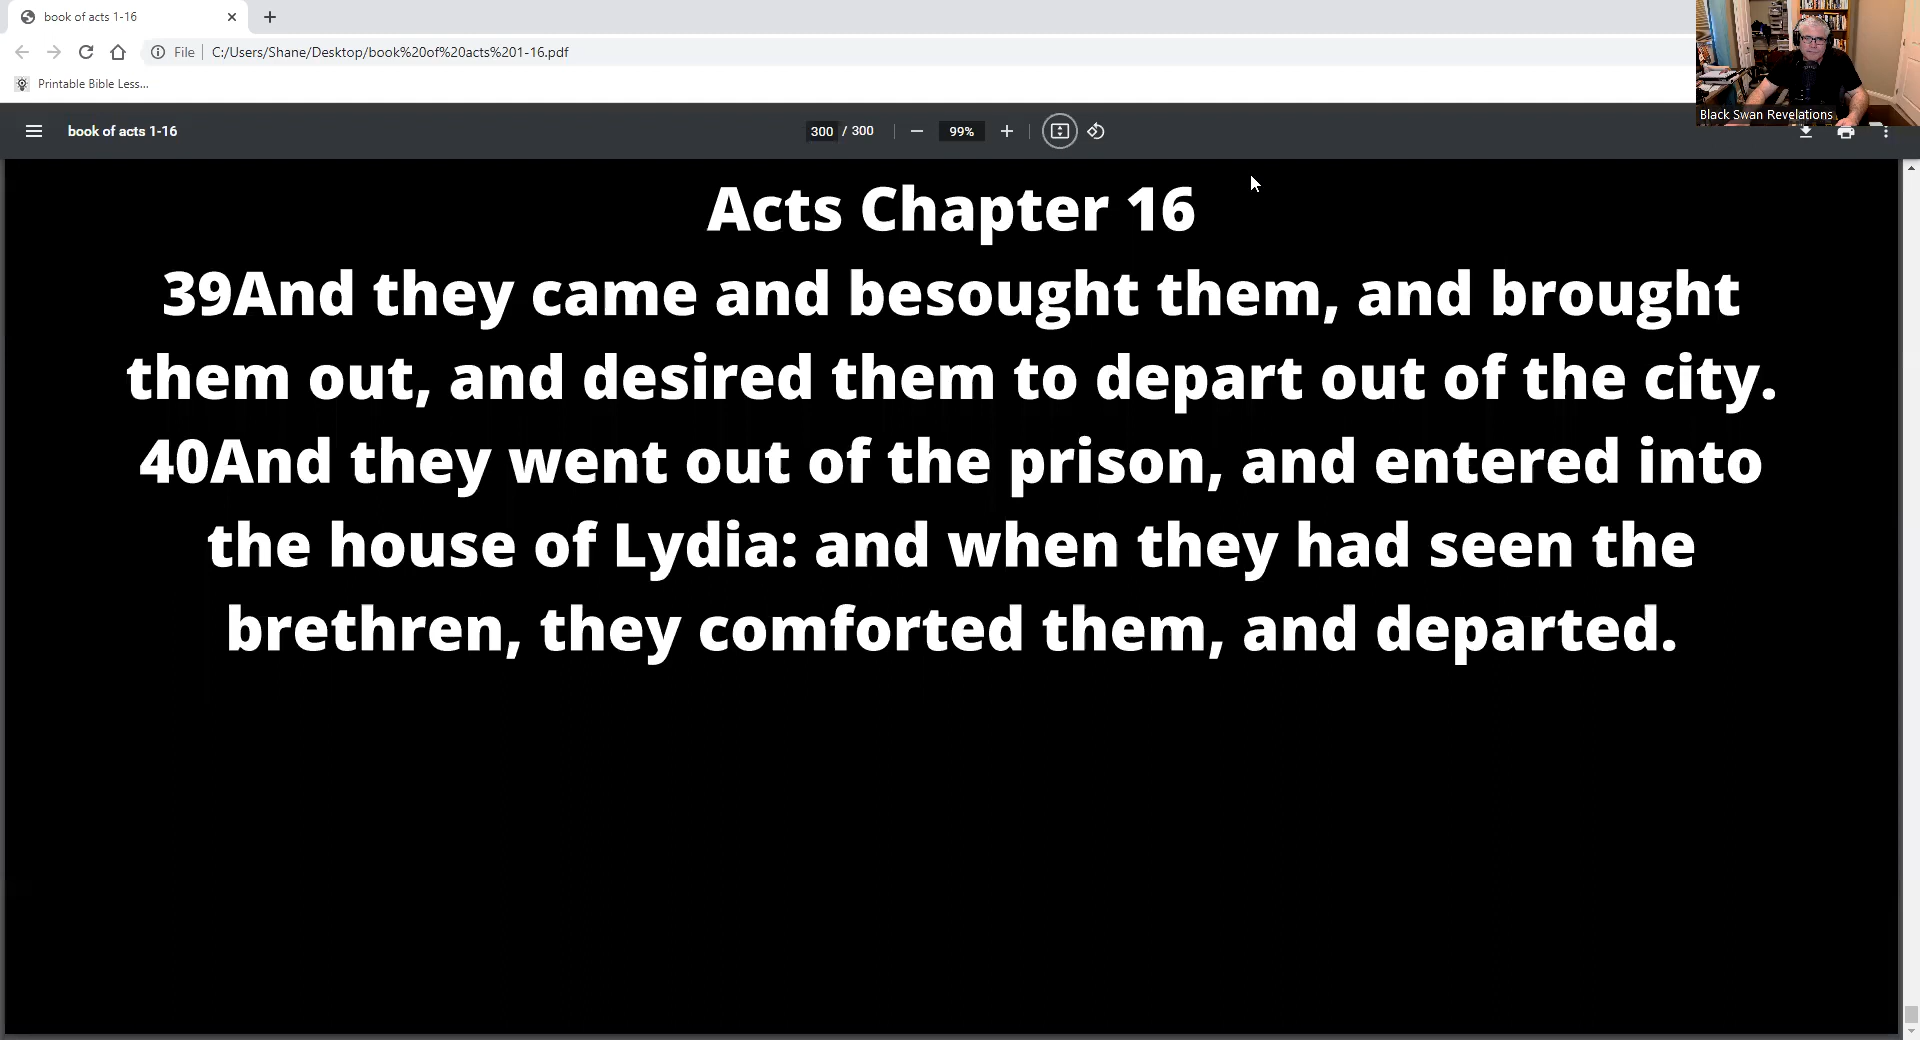 book of acts 1-16
File C:/Users/Shane/Desktop/book%20of%20acts%201-16.pdf
Printable Bible Less...
Black Swan Revelations
book of acts 1-16 300 / 300 99%
Acts Chapter 16
39And they came and besought them, and brought
them out, and desired them to depart out of the city.
40And they went out of the prison, and entered into
the house of Lydia: and when they had seen the
brethren, they comforted them, and departed.